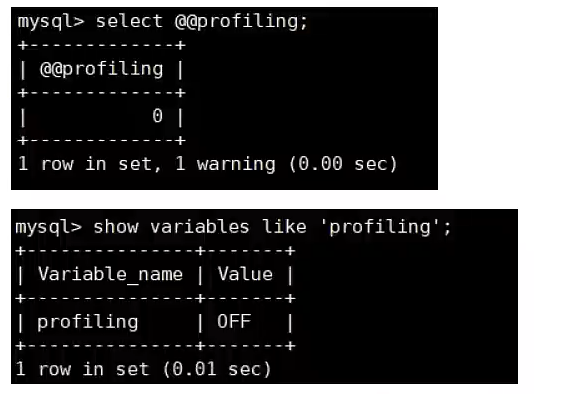 mysql> select @@profiling;
+-------------+
| @@profiling |
+-------------+
|           0 |
+-------------+
1 row in set, 1 warning (0.00 sec)
mysql> show variables like 'profiling';
+---------------+-------+
| Variable_name | Value |
+---------------+-------+
| profiling     | OFF   |
+---------------+-------+
1 row in set (0.01 sec)